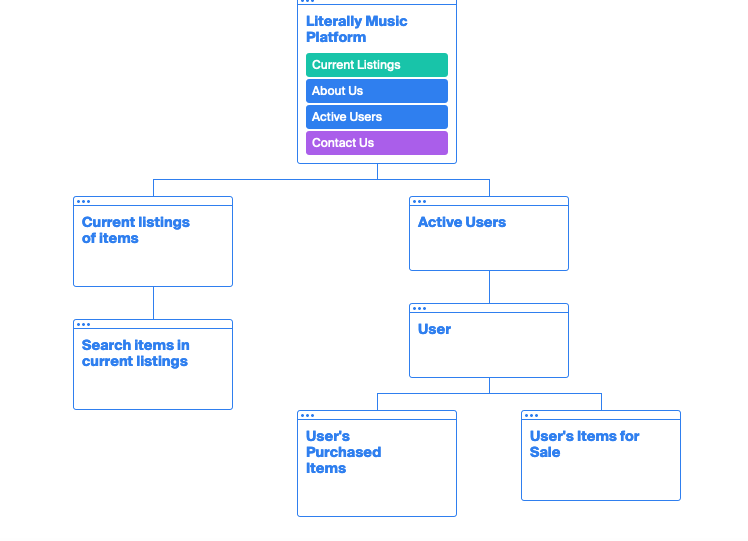 Literally Music
Platform
Current Listings
About Us
Active Users
Contact Us
Current listings
of items
Active Users
Search items in
current listings
User
User's
Purchased
Items
User's Items for
Sale